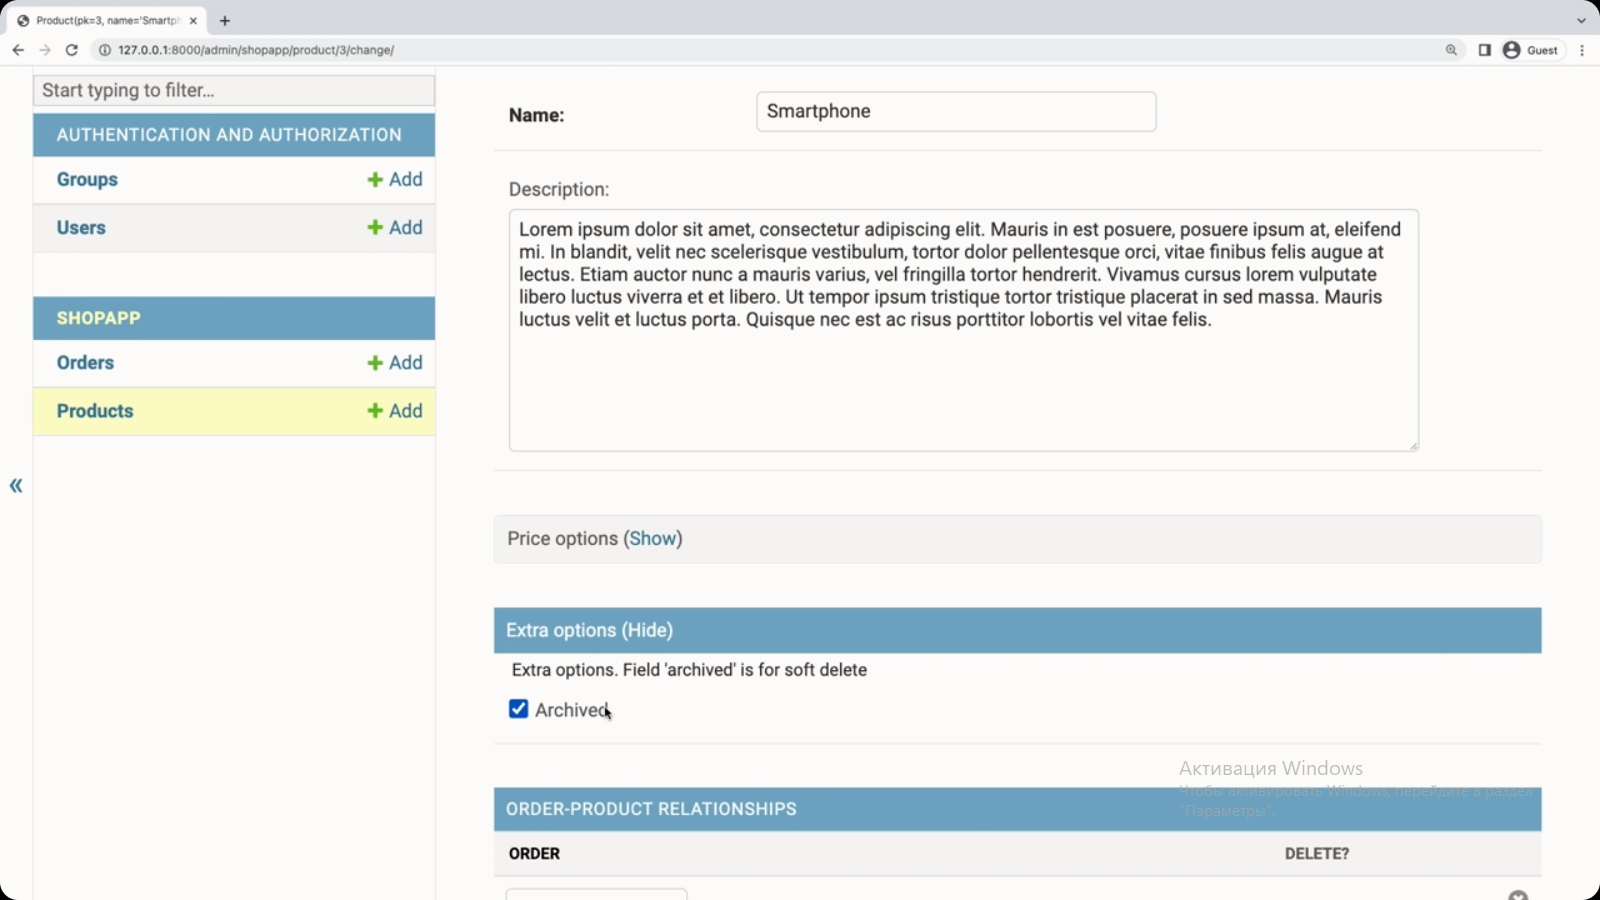 Product(pk=3, name='Smartph
127.0.0.1:8000/admin/shopapp/product/3/change/
Guest
Start typing to filter...
AUTHENTICATION AND AUTHORIZATION
Groups
Add
Users
Add
SHOPAPP
Orders
Add
Products
Add
«
Name:
Smartphone
Description:
Lorem ipsum dolor sit amet, consectetur adipiscing elit. Mauris in est posuere, posuere ipsum at, eleifend
mi. In blandit, velit nec scelerisque vestibulum, tortor dolor pellentesque orci, vitae finibus felis augue at
lectus. Etiam auctor nunc a mauris varius, vel fringilla tortor hendrerit. Vivamus cursus lorem vulputate
libero luctus viverra et et libero. Ut tempor ipsum tristique tortor tristique placerat in sed massa. Mauris
luctus velit et luctus porta. Quisque nec est ac risus porttitor lobortis vel vitae felis.
Price options (Show)
Extra options (Hide)
Extra options. Field 'archived' is for soft delete
Archived
Активация Windows
Чтобы активировать Windows, перейдите в раздел
"Параметры".
ORDER-PRODUCT RELATIONSHIPS
ORDER
DELETE?